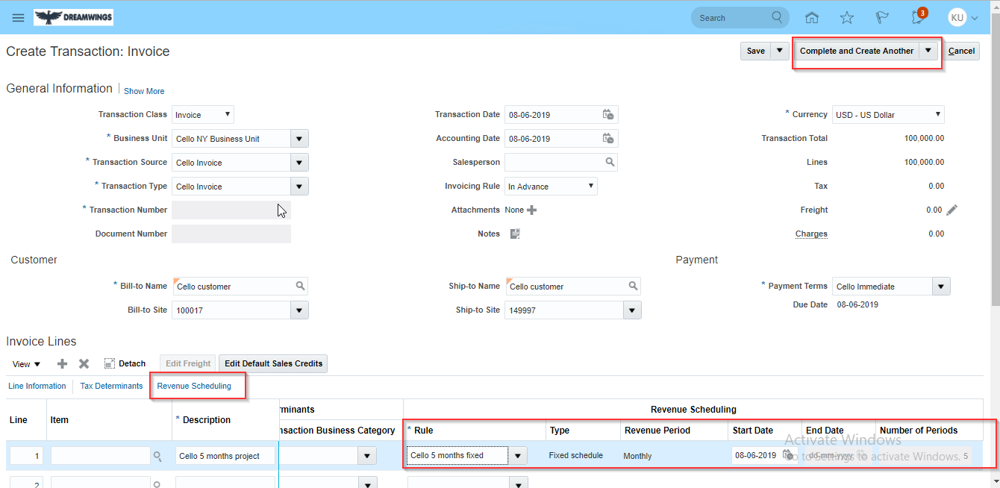 DREAMWINGS
Search
3
KU
Create Transaction: Invoice
Save
Complete and Create Another
Cancel
General Information
Show More
Transaction Class Invoice
Transaction Date 08-06-2019
* Currency USD - US Dollar
* Business Unit Cello NY Business Unit
Accounting Date 08-06-2019
Transaction Total 100,000.00
* Transaction Source Cello Invoice
Salesperson
Lines 100,000.00
* Transaction Type Cello Invoice
Invoicing Rule In Advance
Tax 0.00
* Transaction Number
Attachments None
Freight 0.00
Document Number
Notes
Charges 0.00
Customer
Payment
* Bill-to Name Cello customer
Ship-to Name Cello customer
* Payment Terms Cello Immediate
Bill-to Site 100017
Ship-to Site 149997
Due Date 08-06-2019
Invoice Lines
View
Detach
Edit Freight
Edit Default Sales Credits
Line Information
Tax Determinants
Revenue Scheduling
rminants
Revenue Scheduling
Line
Item
* Description
nsaction Business Category
* Rule
Type
Revenue Period
Start Date
End Date
Number of Periods
1
Cello 5 months project
Cello 5 months fixed
Fixed schedule
Monthly
08-06-2019
dd-mm-yyyy
5
2
Activate Windows
Go to Settings to activate Windows.